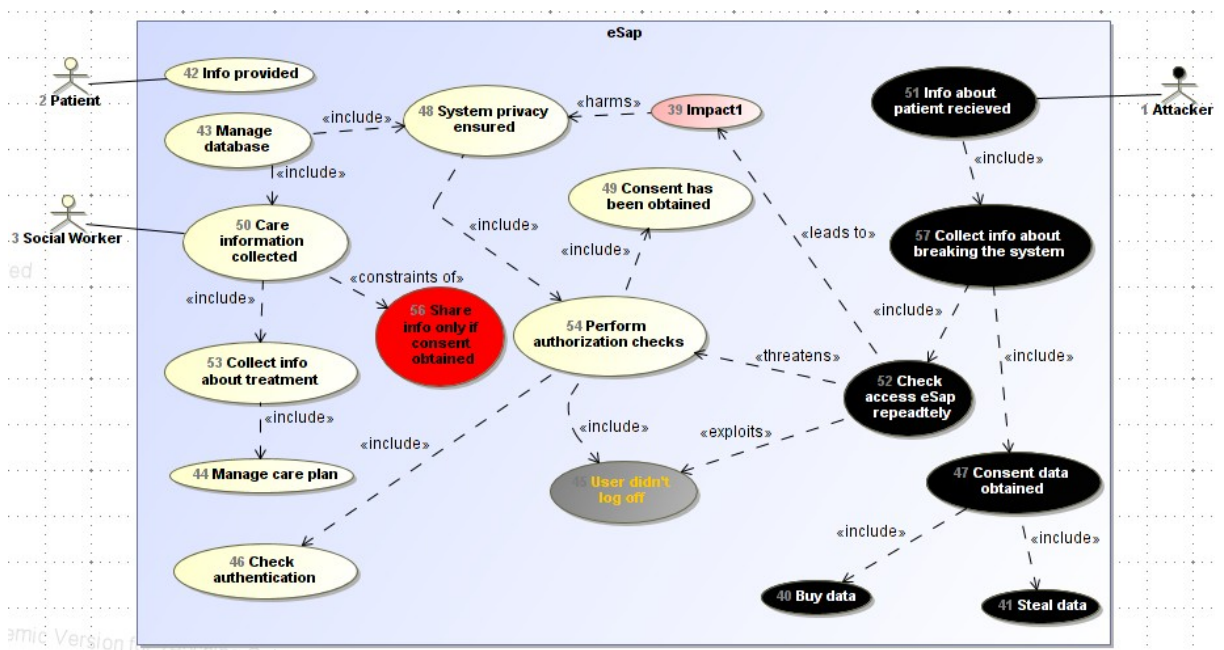 eSap
42 Info provided
2 Patient
43 Manage
database
«include»
48 System privacy
ensured
«harms»
39 Impact1
51 Info about
patient recieved
1 Attacker
«include»
«include»
49 Consent has
been obtained
3 Social Worker
50 Care
information
collected
«include»
«include»
«leads to»
57 Collect info about
breaking the system
ed
«include»
«constraints of»
56 Share
info only if
consent
obtained
54 Perform
authorization checks
«include»
«threatens»
«include»
53 Collect info
about treatment
52 Check
access eSap
repeadtely
«include»
«include»
«include»
«exploits»
44 Manage care plan
45 User didn't
log off
47 Consent data
obtained
«include»
«include»
46 Check
authentication
40 Buy data
41 Steal data
emic Version f